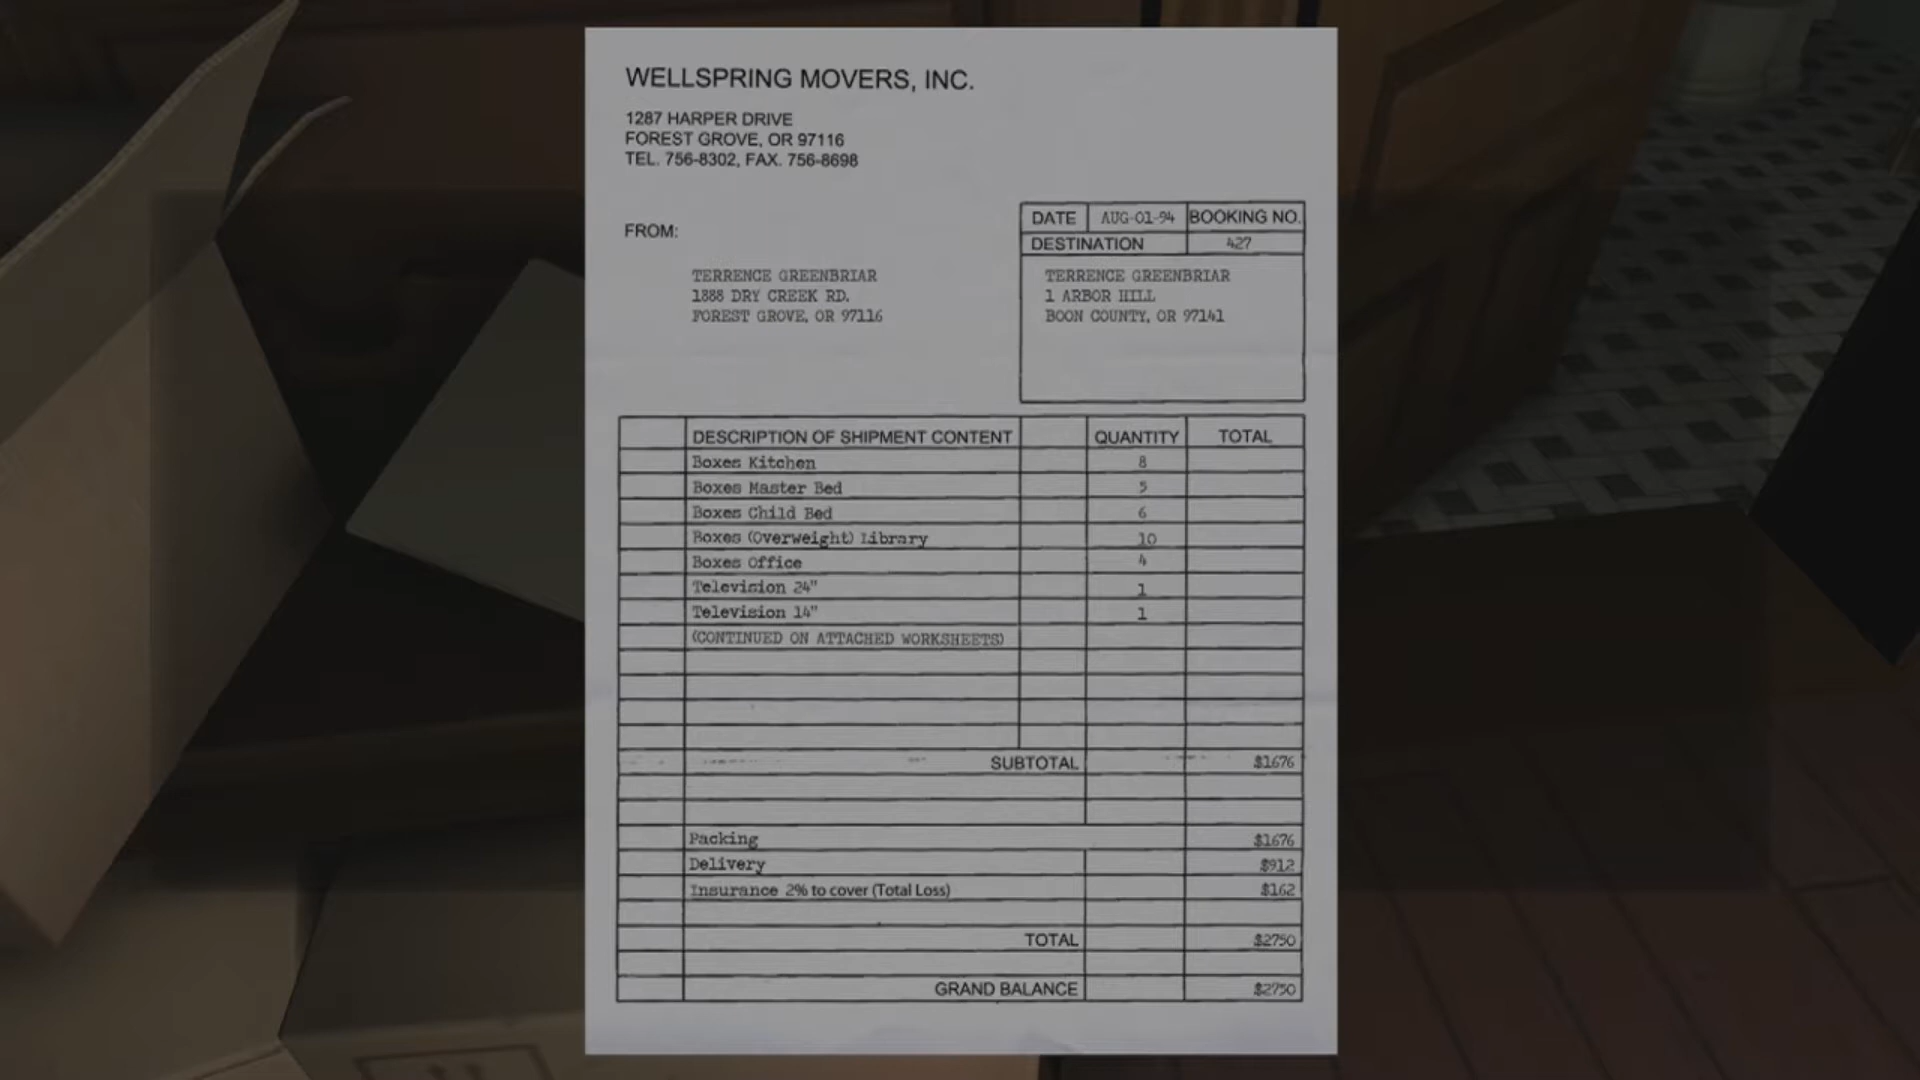 WELLSPRING MOVERS, INC.
1287 HARPER DRIVE
FOREST GROVE, OR 97116
TEL. 756-8302, FAX. 756-8698
FROM:
TERRENCE GREENBRIAR
1888 DRY CREEK RD.
FOREST GROVE, OR 97116
DATE AUG-01-94 BOOKING NO.
DESTINATION 427
TERRENCE GREENBRIAR
1 ARBOR HILL
BOON COUNTY, OR 97141
DESCRIPTION OF SHIPMENT CONTENT QUANTITY TOTAL
Boxes Kitchen 8
Boxes Master Bed 5
Boxes Child Bed 6
Boxes (Overweight) Library 10
Boxes Office 4
Television 24" 1
Television 14" 1
(CONTINUED ON ATTACHED WORKSHEETS)
SUBTOTAL $1676
Packing $1676
Delivery $912
Insurance 2% to cover (Total Loss) $162
TOTAL $2750
GRAND BALANCE $2750